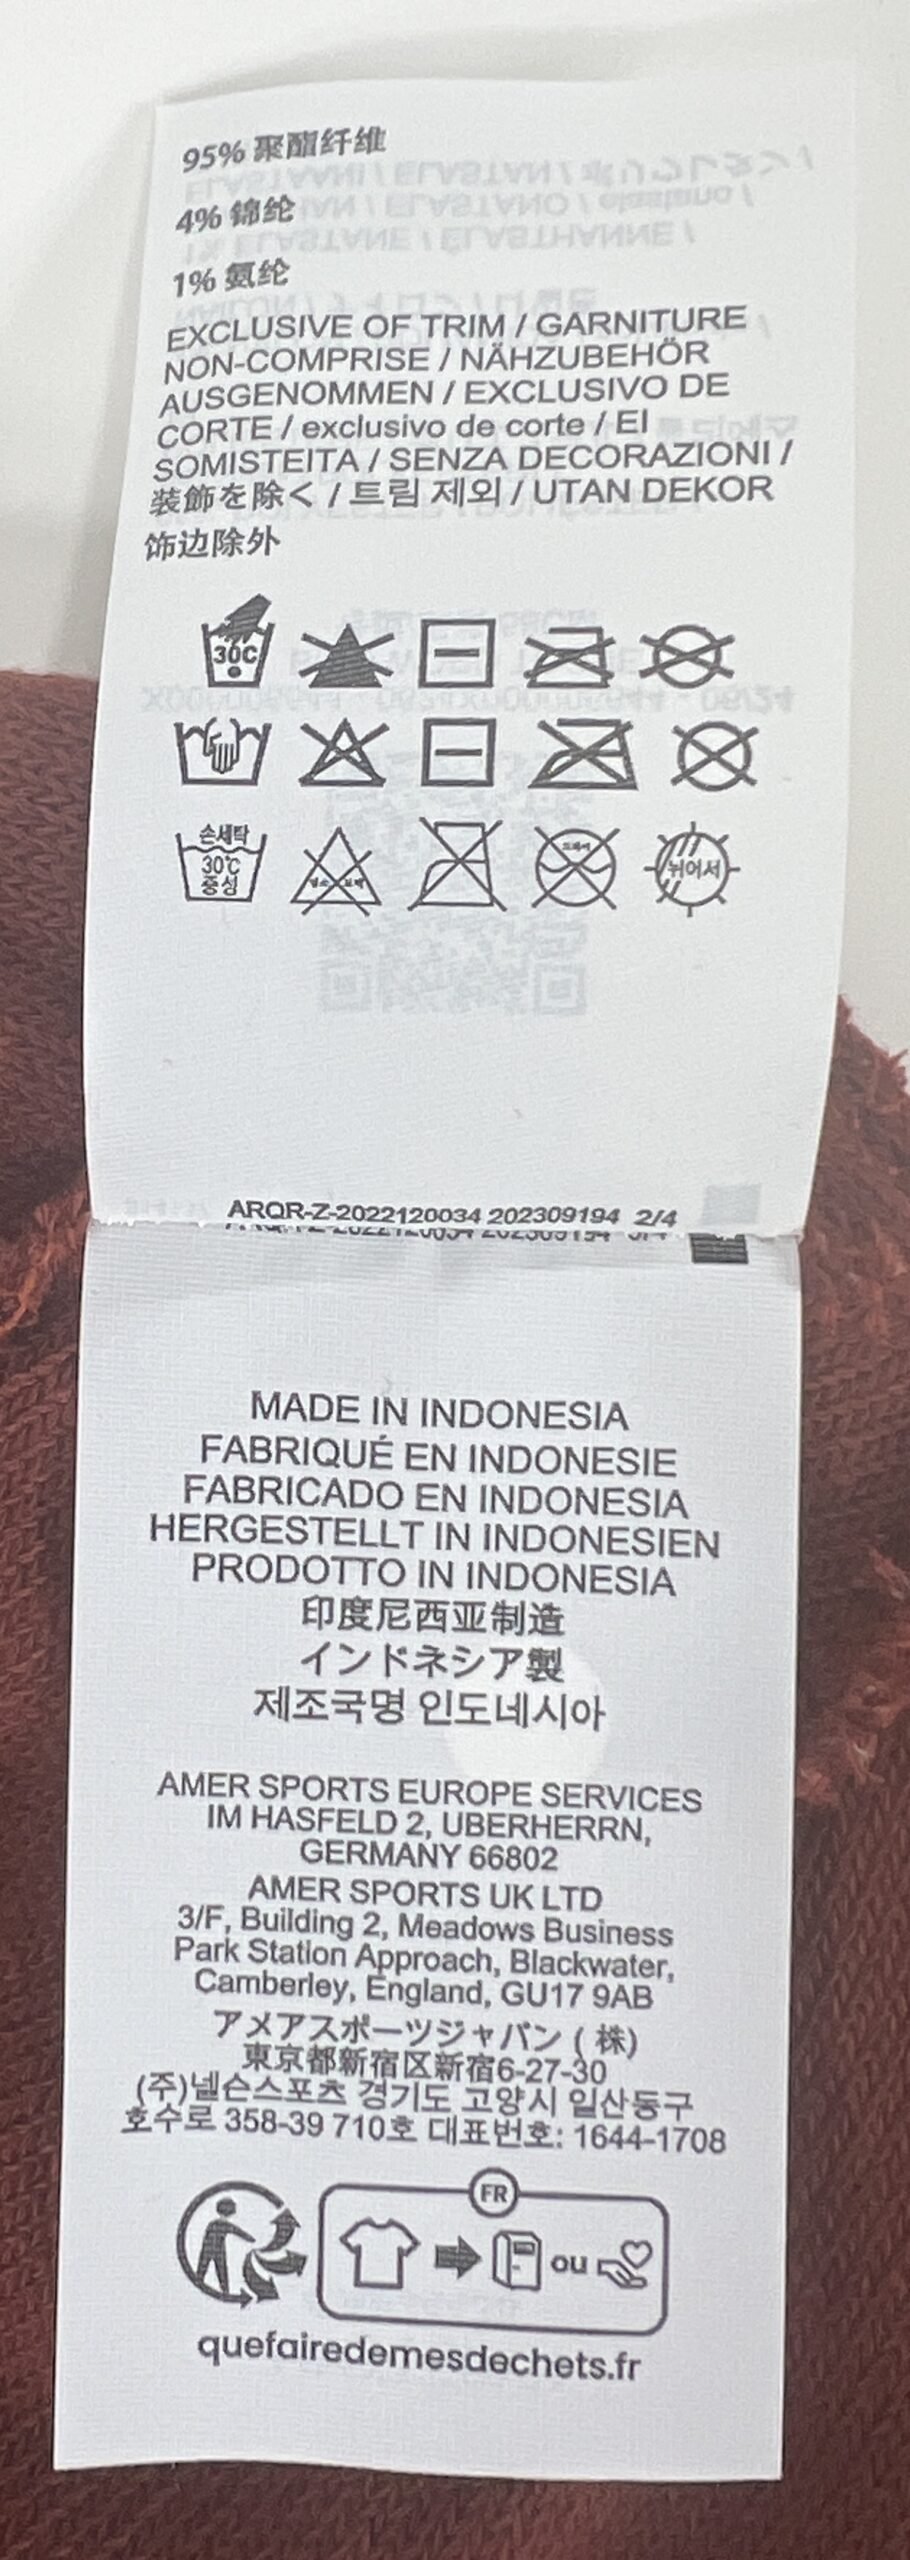 95% 聚酯纤维
4% 锦纶
1% 氨纶
EXCLUSIVE OF TRIM / GARNITURE
NON-COMPRISE / NÄHZUBEHÖR
AUSGENOMMEN / EXCLUSIVO DE
CORTE / exclusivo de corte / EI
SOMISTEITA / SENZA DECORAZIONI /
装飾を除く / 트림 제외 / UTAN DEKOR
饰边除外
30C
손세탁
30℃
중성
뉘어서
ARQR-Z-2022120034 202309194 2/4
MADE IN INDONESIA
FABRIQUÉ EN INDONESIE
FABRICADO EN INDONESIA
HERGESTELLT IN INDONESIEN
PRODOTTO IN INDONESIA
印度尼西亚制造
インドネシア製
제조국명 인도네시아
AMER SPORTS EUROPE SERVICES
IM HASFELD 2, UBERHERRN,
GERMANY 66802
AMER SPORTS UK LTD
3/F, Building 2, Meadows Business
Park Station Approach, Blackwater,
Camberley, England, GU17 9AB
アメアスポーツジャパン ( 株)
東京都新宿区新宿6-27-30
(주)넬슨스포츠 경기도 고양시 일산동구
호수로 358-39 710호 대표번호: 1644-1708
FR
ou
quefairedemesdechets.fr